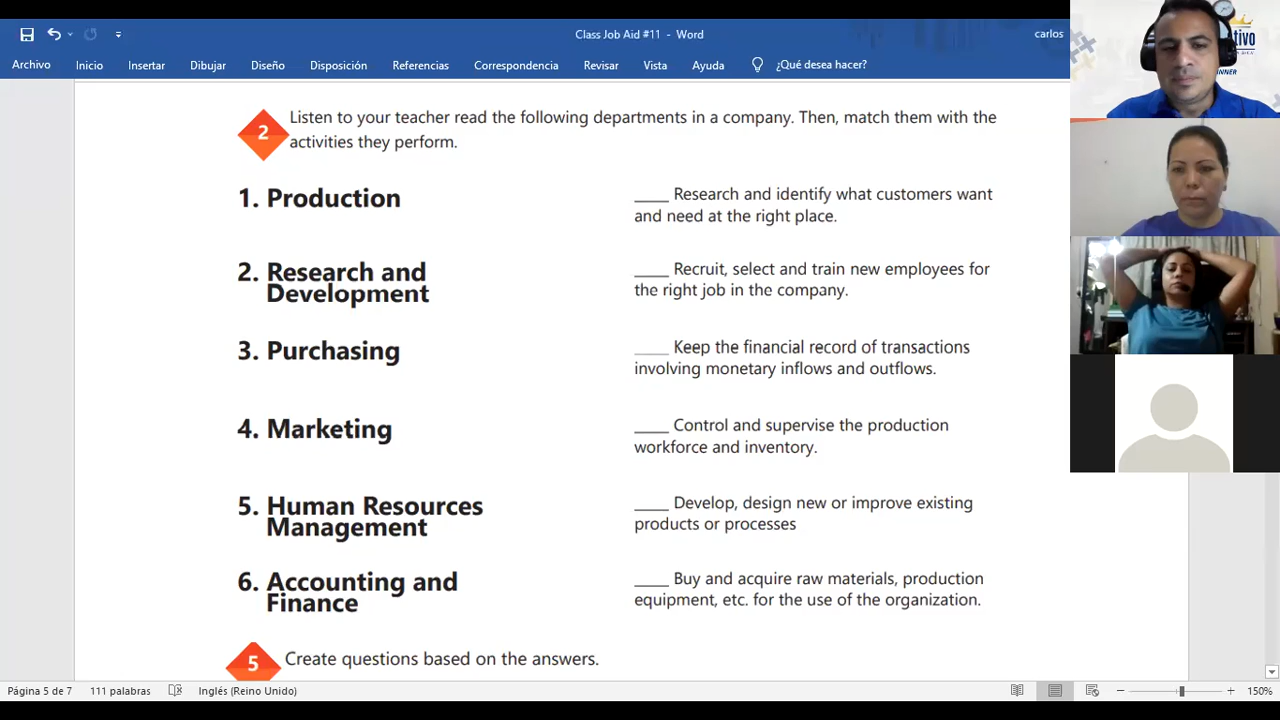 Class Job Aid #11 - Word
carlos
Archivo Inicio Insertar Dibujar Diseño Disposición Referencias Correspondencia Revisar Vista Ayuda ¿Qué desea hacer?
2
Listen to your teacher read the following departments in a company. Then, match them with the
activities they perform.
1. Production
____ Research and identify what customers want
and need at the right place.
2. Research and
Development
____ Recruit, select and train new employees for
the right job in the company.
3. Purchasing
____ Keep the financial record of transactions
involving monetary inflows and outflows.
4. Marketing
____ Control and supervise the production
workforce and inventory.
5. Human Resources
Management
____ Develop, design new or improve existing
products or processes
6. Accounting and
Finance
____ Buy and acquire raw materials, production
equipment, etc. for the use of the organization.
5
Create questions based on the answers.
Página 5 de 7 111 palabras Inglés (Reino Unido) 150%